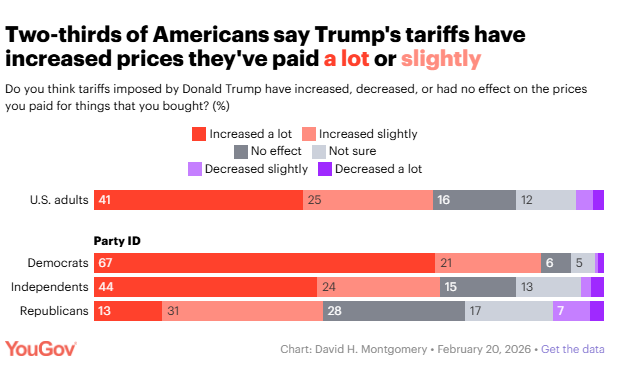 Two-thirds of Americans say Trump's tariffs have
increased prices they've paid a lot or slightly
Do you think tariffs imposed by Donald Trump have increased, decreased, or had no effect on the prices
you paid for things that you bought? (%)
Increased a lot Increased slightly
No effect Not sure
Decreased slightly Decreased a lot
U.S. adults 41 25 16 12
Party ID
Democrats 67 21 6 5
Independents 44 24 15 13
Republicans 13 31 28 17 7
YouGov Chart: David H. Montgomery • February 20, 2026 • Get the data